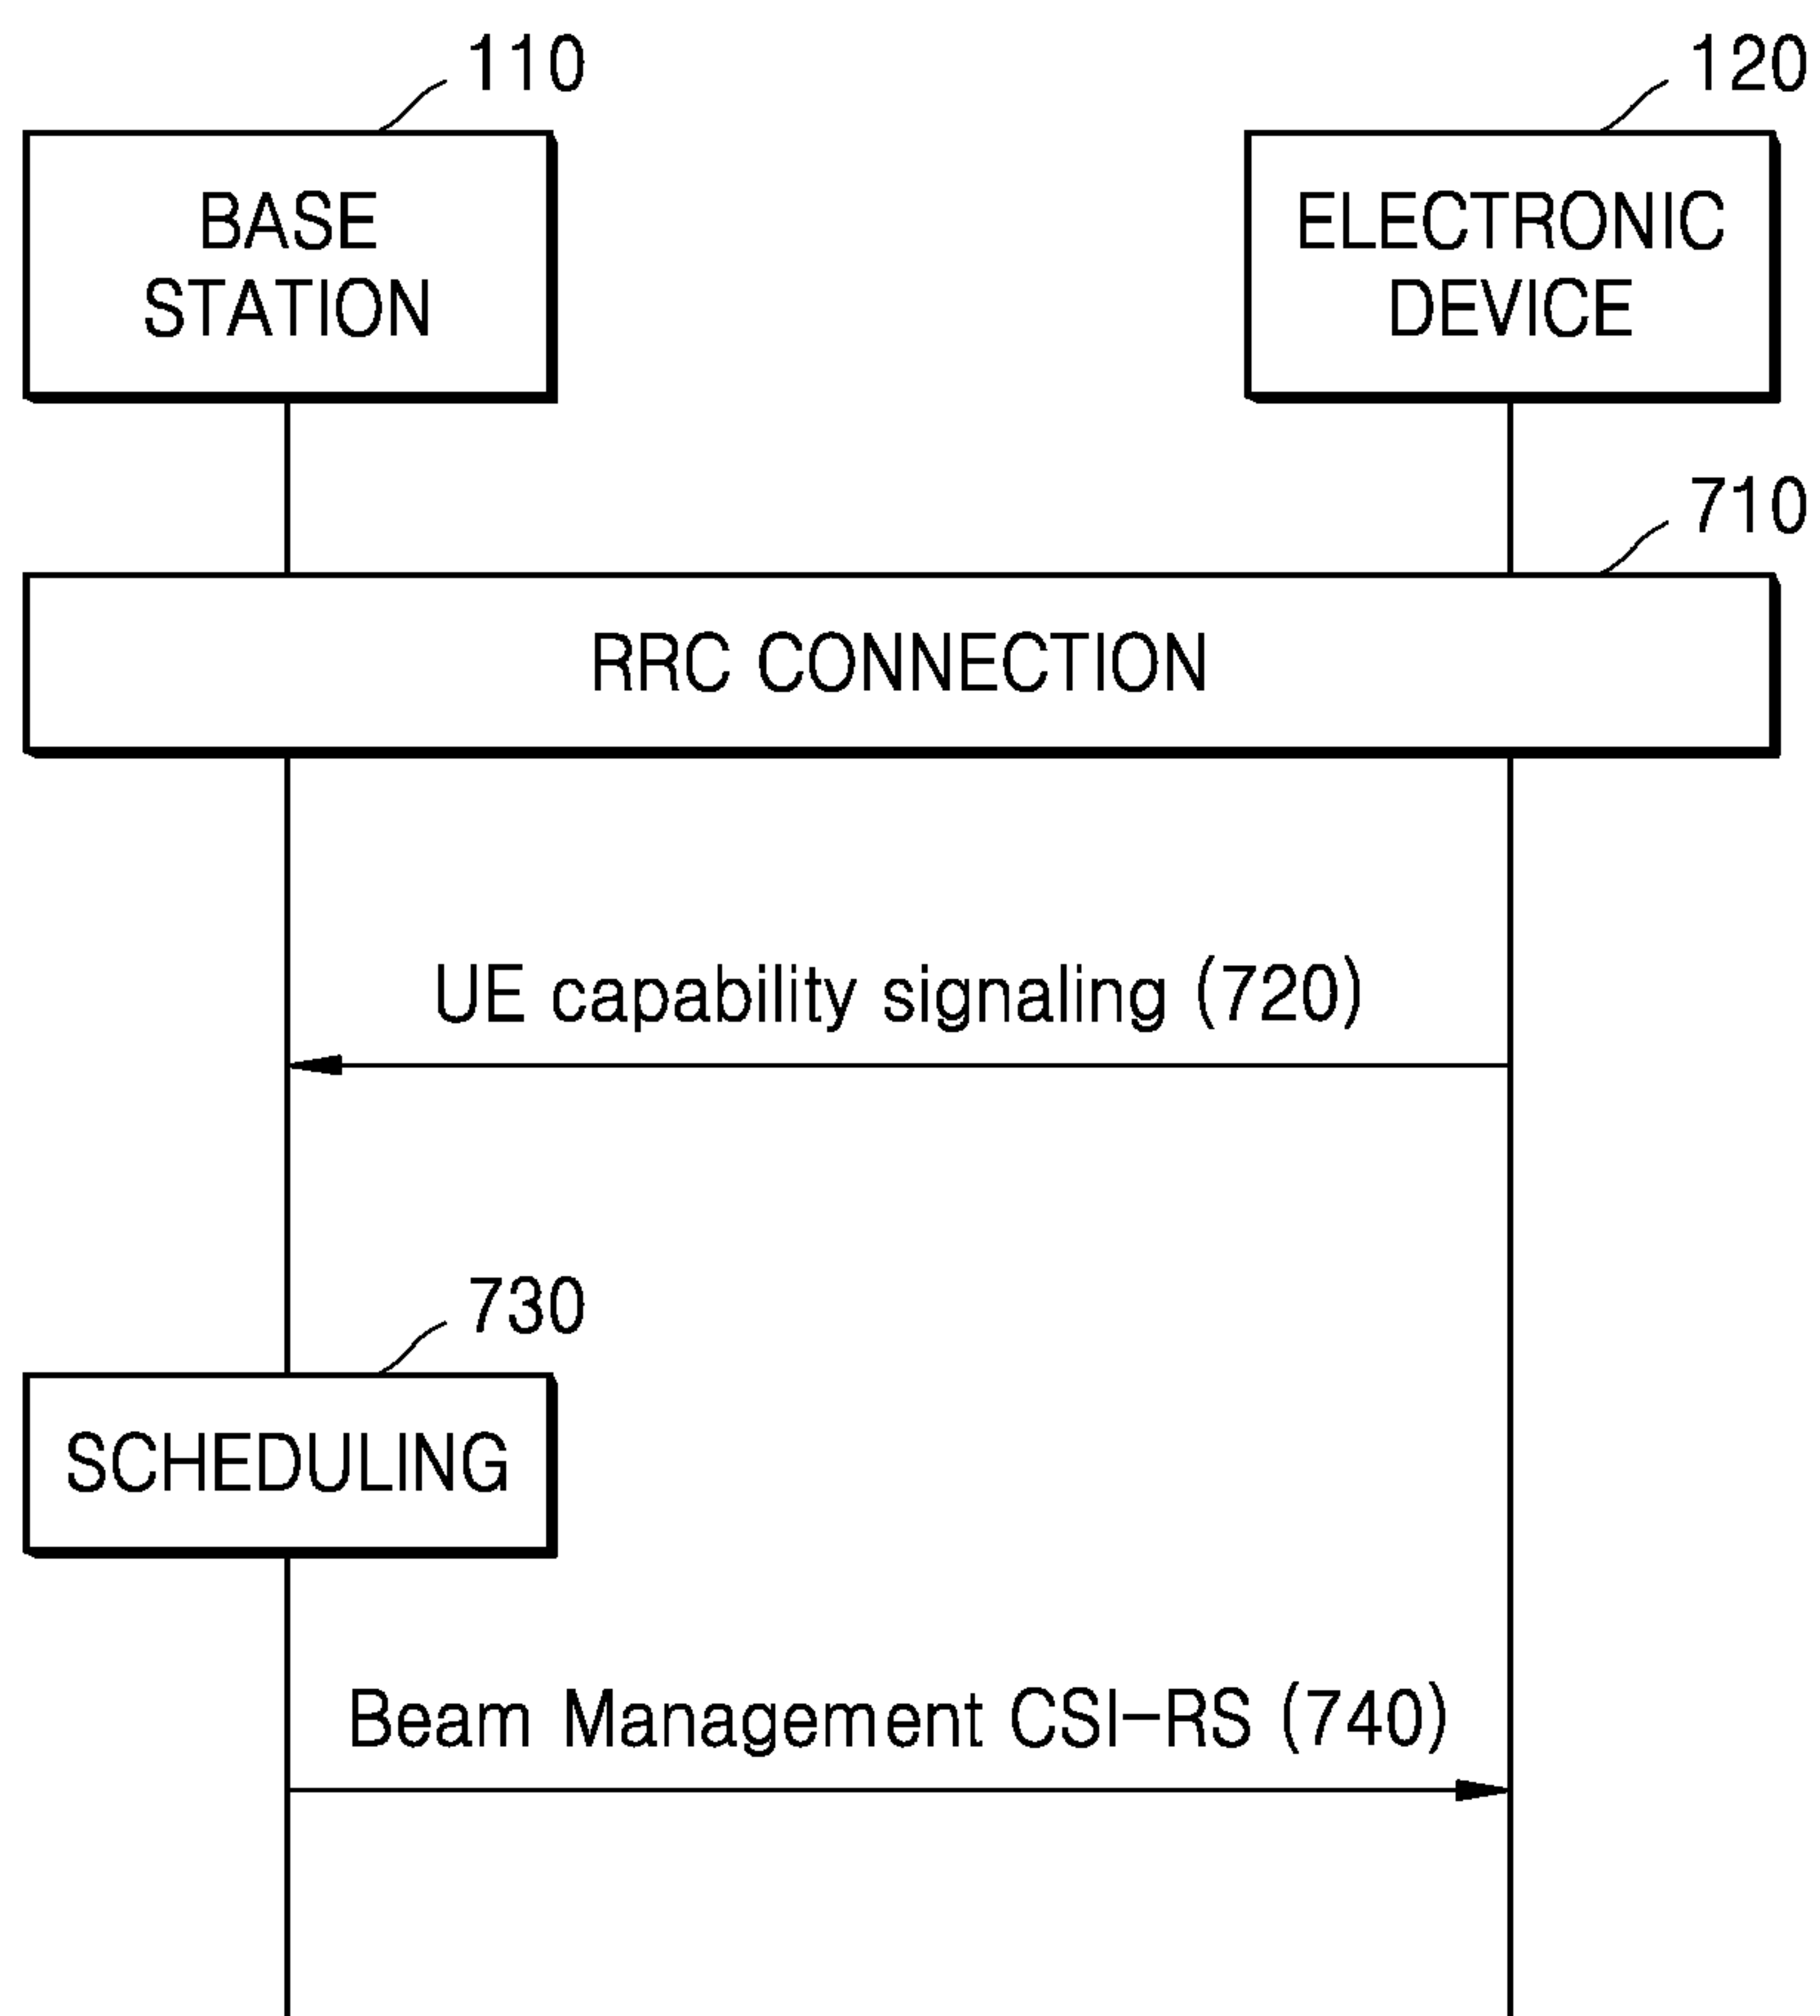 110
120
BASE
STATION
ELECTRONIC
DEVICE
710
RRC CONNECTION
UE capability signaling (720)
730
SCHEDULING
Beam Management CSI-RS (740)